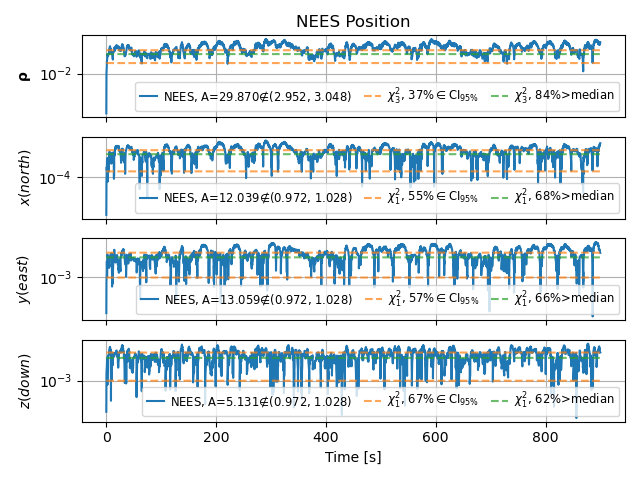 NEES Position
ρ
10⁻²
NEES, A=29.870∉(2.952, 3.048) χ²₃, 37% ∈ CI₉₅% χ²₃, 84%>median
x(north)
10⁻⁴
NEES, A=12.039∉(0.972, 1.028) χ²₁, 55% ∈ CI₉₅% χ²₁, 68%>median
y(east)
10⁻³
NEES, A=13.059∉(0.972, 1.028) χ²₁, 57% ∈ CI₉₅% χ²₁, 66%>median
z(down)
10⁻³
NEES, A=5.131∉(0.972, 1.028) χ²₁, 67% ∈ CI₉₅% χ²₁, 62%>median
0 200 400 600 800
Time [s]